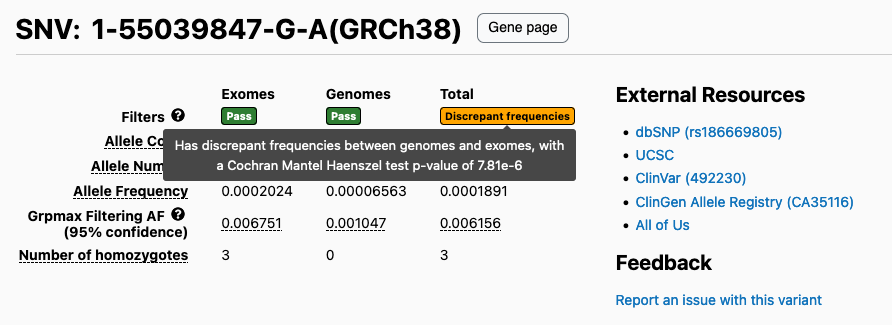 SNV: 1-55039847-G-A(GRCh38)
Gene page
Exomes Genomes Total
Filters ? Pass Pass Discrepant frequencies
Allele Co
Has discrepant frequencies between genomes and exomes, with
a Cochran Mantel Haenszel test p-value of 7.81e-6
Allele Num
Allele Frequency 0.0002024 0.00006563 0.0001891
Grpmax Filtering AF ?
(95% confidence) 0.006751 0.001047 0.006156
Number of homozygotes 3 0 3
External Resources
• dbSNP (rs186669805)
• UCSC
• ClinVar (492230)
• ClinGen Allele Registry (CA35116)
• All of Us
Feedback
Report an issue with this variant